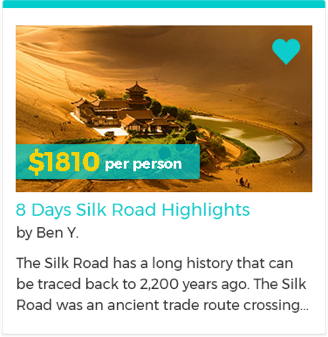 $1810 per person
8 Days Silk Road Highlights
by Ben Y.
The Silk Road has a long history that can
be traced back to 2,200 years ago. The Silk
Road was an ancient trade route crossing...